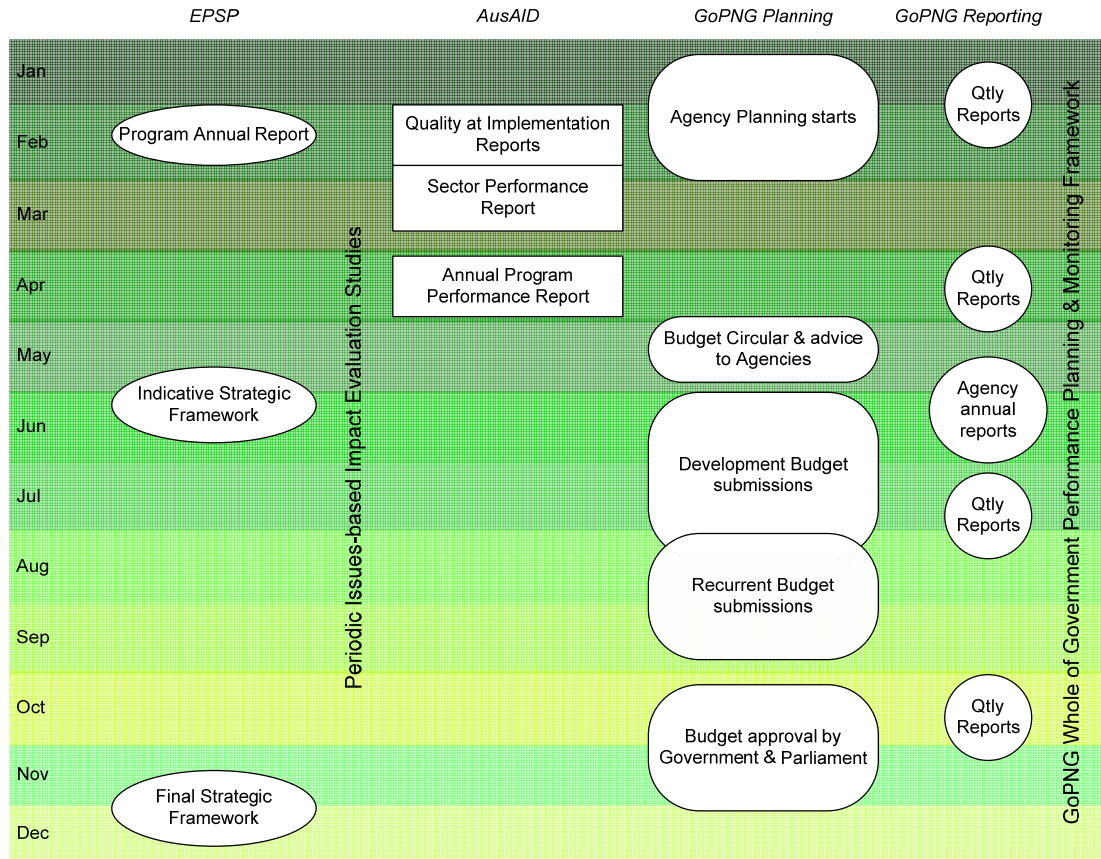 EPSP
AusAID
GoPNG Planning
GoPNG Reporting
Jan
Feb
Mar
Apr
May
Jun
Jul
Aug
Sep
Oct
Nov
Dec
Program Annual Report
Indicative Strategic
Framework
Final Strategic
Framework
Periodic Issues-based Impact Evaluation Studies
Quality at Implementation
Reports
Sector Performance
Report
Annual Program
Performance Report
Agency Planning starts
Budget Circular & advice
to Agencies
Development Budget
submissions
Recurrent Budget
submissions
Budget approval by
Government & Parliament
Qtly
Reports
Qtly
Reports
Agency
annual
reports
Qtly
Reports
Qtly
Reports
GoPNG Whole of Government Performance Planning & Monitoring Framework